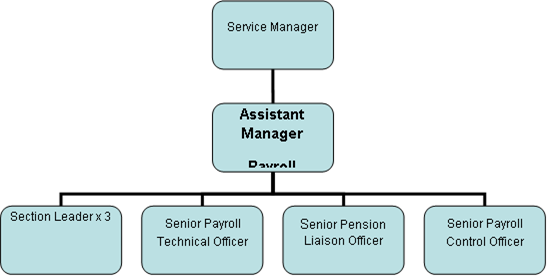 Service Manager
Assistant
Manager
Payroll
Section Leader x 3
Senior Payroll
Technical Officer
Senior Pension
Liaison Officer
Senior Payroll
Control Officer